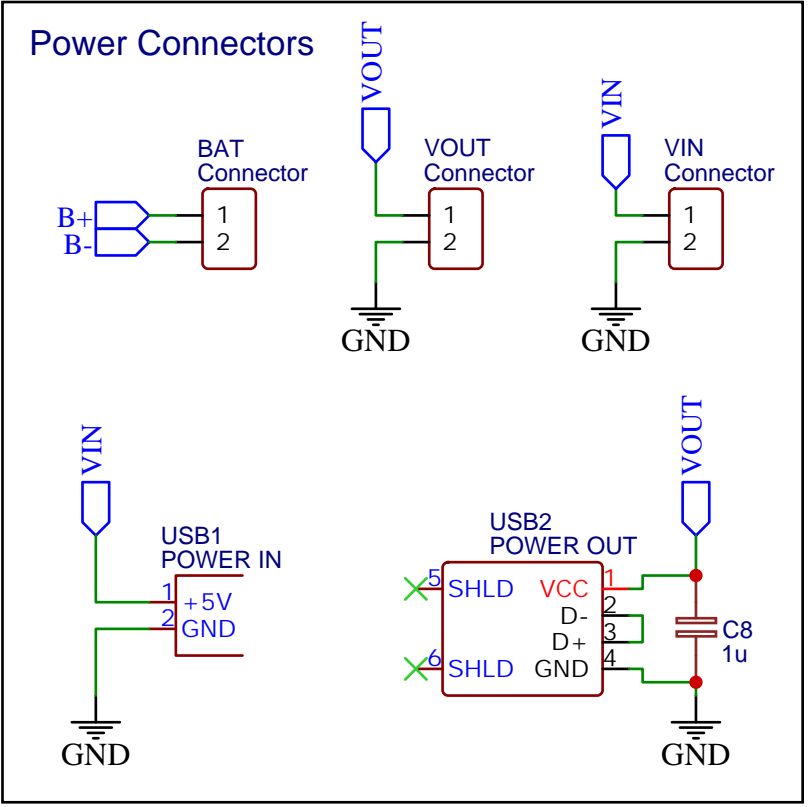 Power Connectors
VOUT
VIN
BAT
Connector
VOUT
Connector
VIN
Connector
B+
B-
1
2
1
2
1
2
GND
GND
VIN
VOUT
USB1
POWER IN
1
+5V
2
GND
GND
USB2
POWER OUT
5
SHLD
VCC
1
D-
2
D+
3
6
SHLD
GND
4
C8
1u
GND